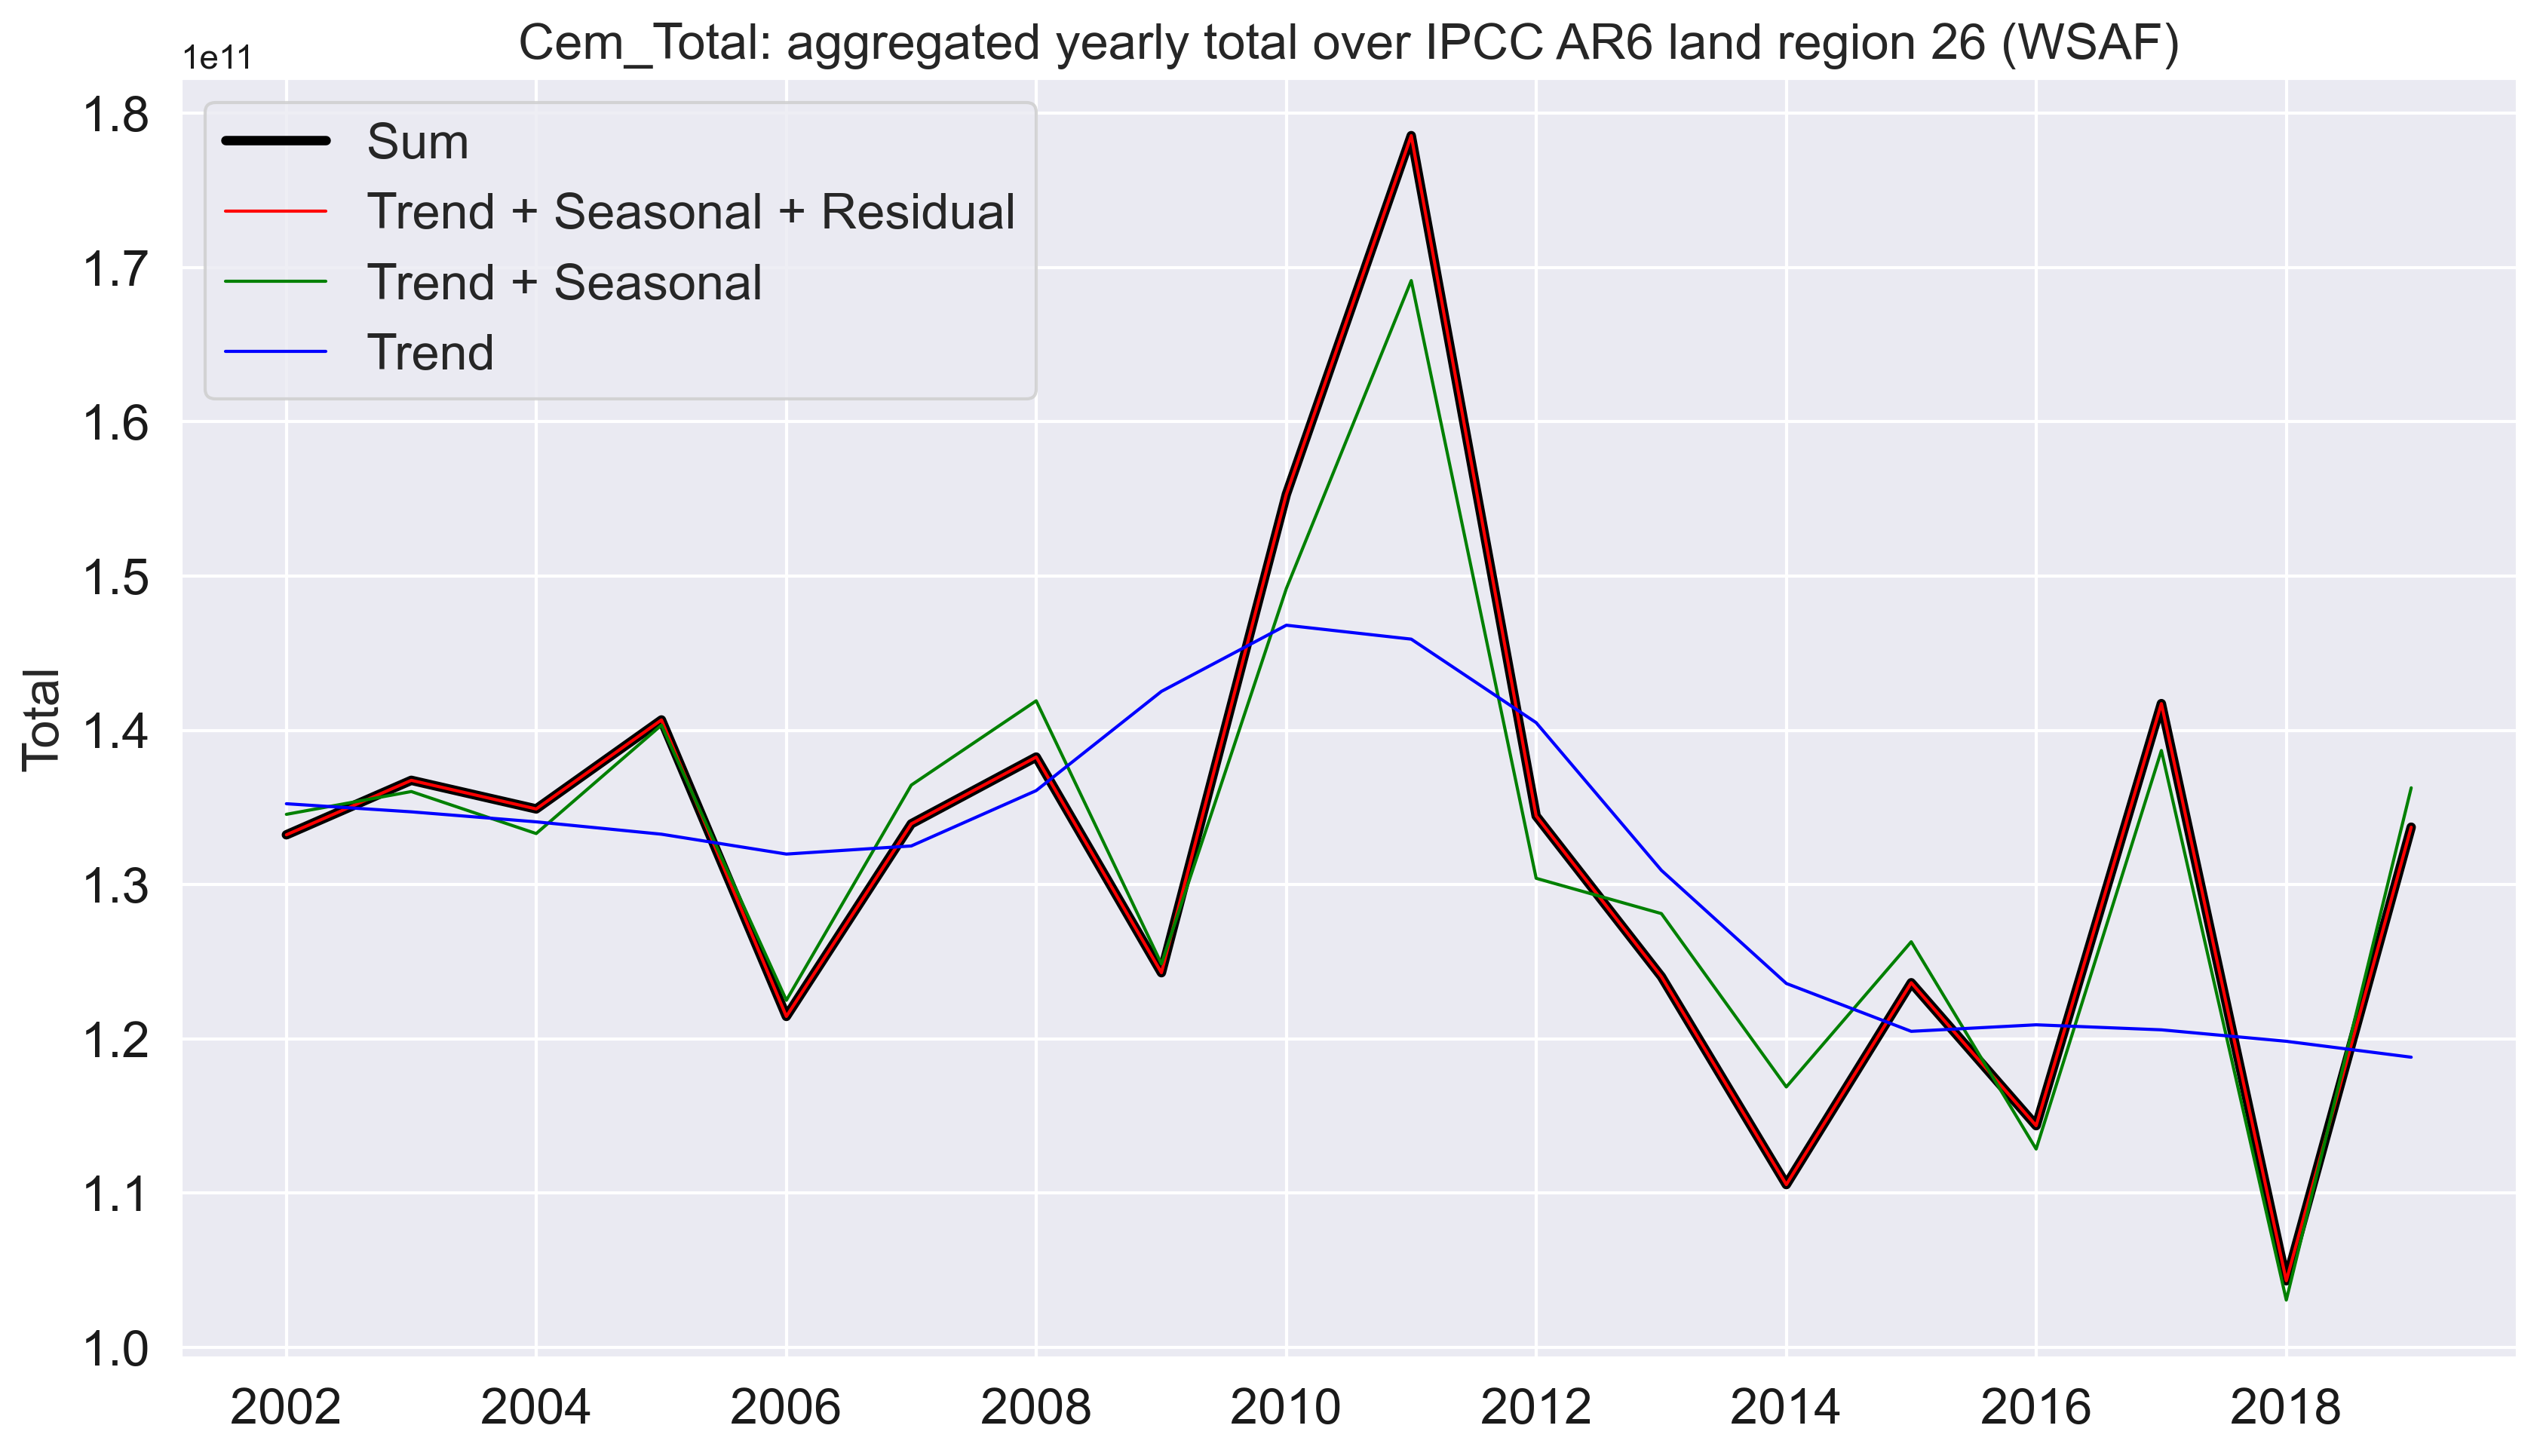 Cem_Total: aggregated yearly total over IPCC AR6 land region 26 (WSAF)
1e11
1.8
1.7
1.6
1.5
1.4
1.3
1.2
1.1
1.0
Total
Sum
Trend + Seasonal + Residual
Trend + Seasonal
Trend
2002 2004 2006 2008 2010 2012 2014 2016 2018